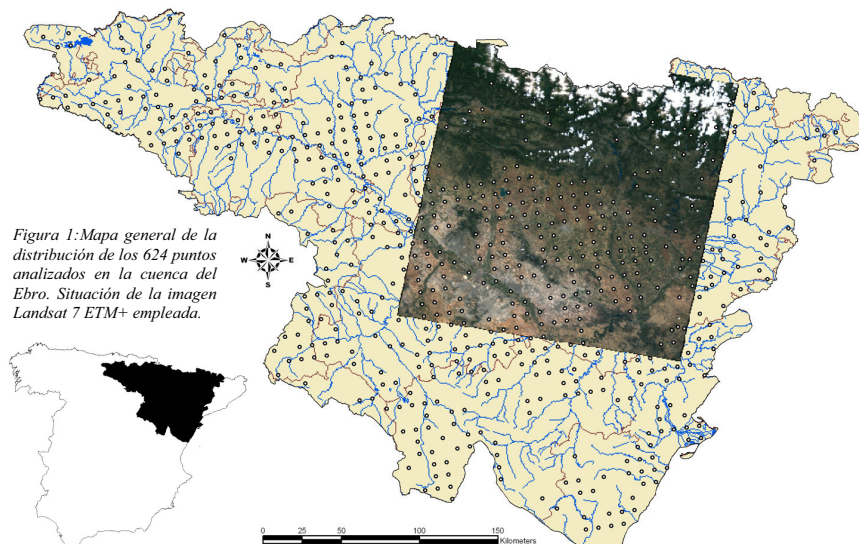 Figura 1:Mapa general de la
distribución de los 624 puntos
analizados en la cuenca del
Ebro. Situación de la imagen
Landsat 7 ETM+ empleada.
N
W E
S
0 25 50 100 150
Kilometers